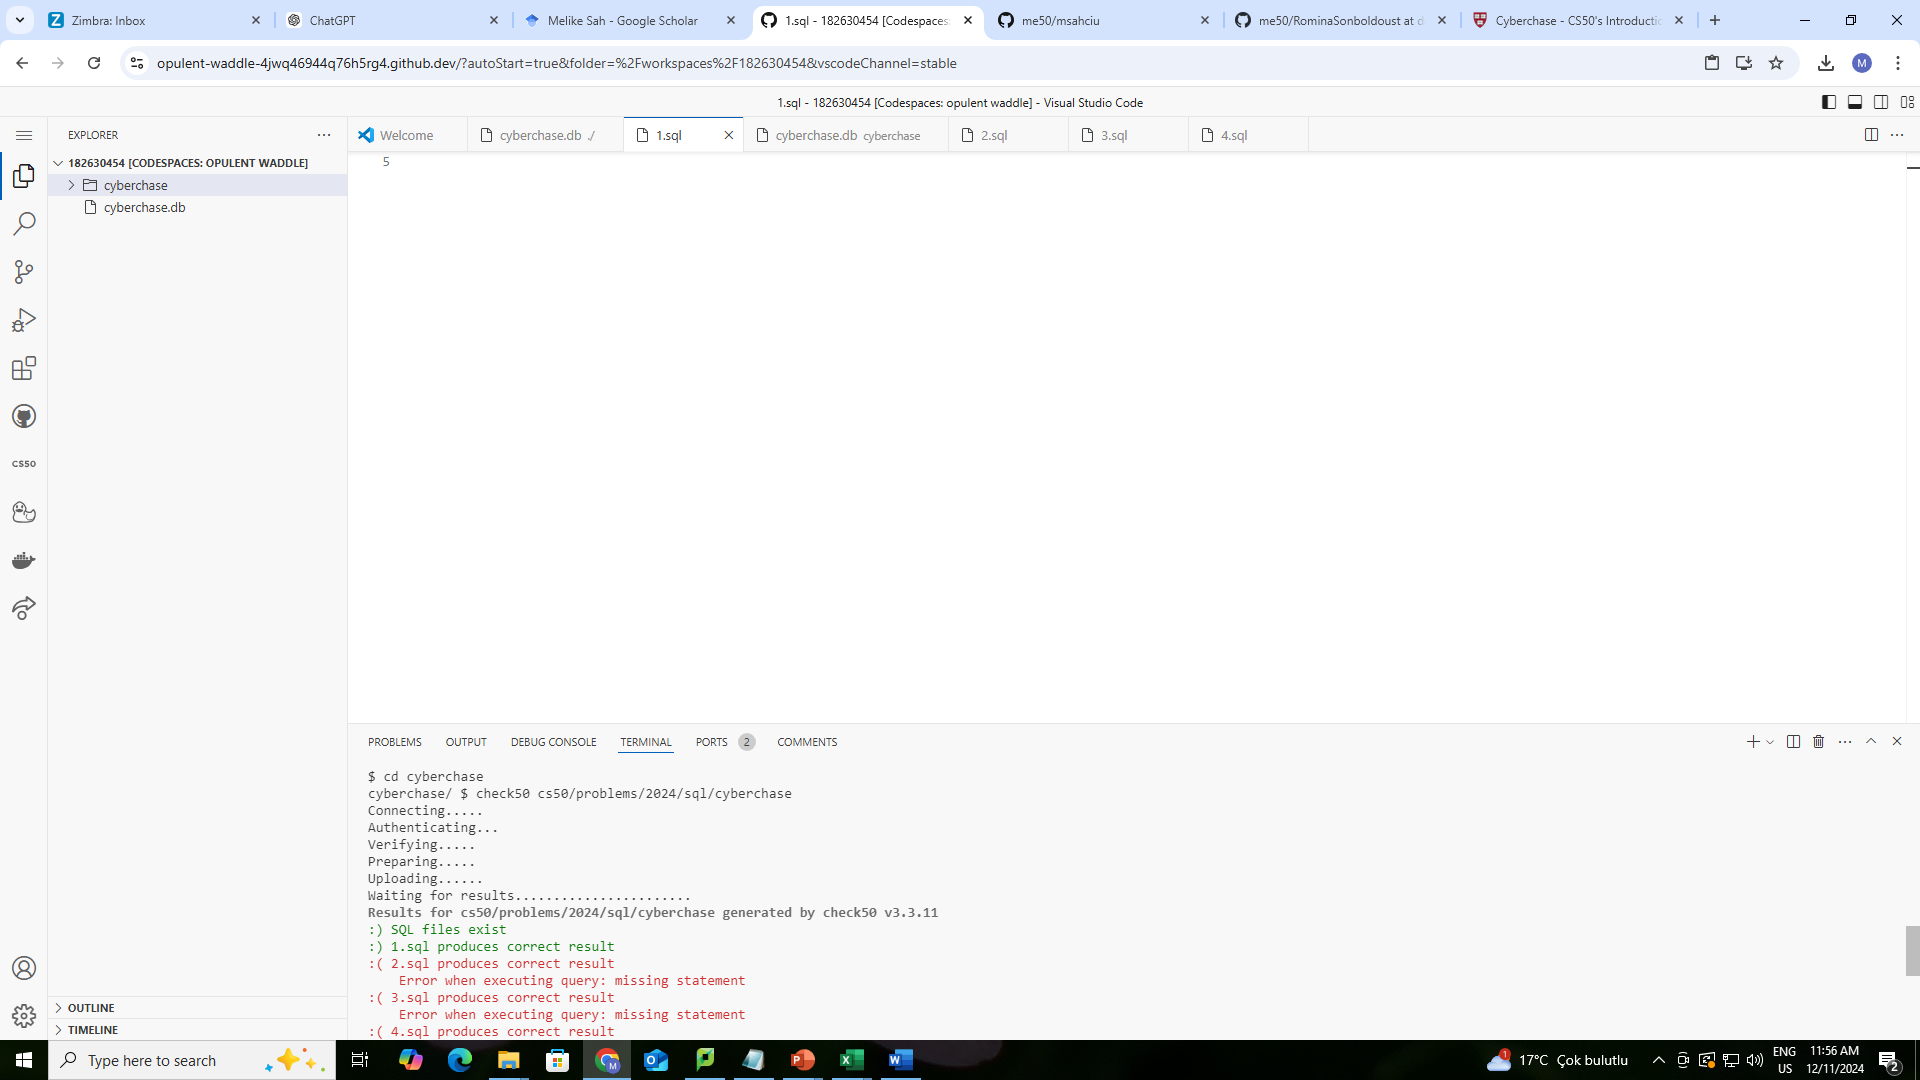 Zimbra: Inbox
ChatGPT
Melike Sah - Google Scholar
1.sql - 182630454 [Codespaces:
me50/msahciu
me50/RominaSonboldoust at d
Cyberchase - CS50's Introductio
opulent-waddle-4jwq46944q76h5rg4.github.dev/?autoStart=true&folder=%2Fworkspaces%2F182630454&vscodeChannel=stable
M
1.sql - 182630454 [Codespaces: opulent waddle] - Visual Studio Code
EXPLORER
Welcome
cyberchase.db ./
1.sql
cyberchase.db cyberchase
2.sql
3.sql
4.sql
182630454 [CODESPACES: OPULENT WADDLE]
cyberchase
cyberchase.db
5
CS50
PROBLEMS
OUTPUT
DEBUG CONSOLE
TERMINAL
PORTS 2
COMMENTS
$ cd cyberchase
cyberchase/ $ check50 cs50/problems/2024/sql/cyberchase
Connecting.....
Authenticating...
Verifying.....
Preparing.....
Uploading......
Waiting for results.......................
Results for cs50/problems/2024/sql/cyberchase generated by check50 v3.3.11
:) SQL files exist
:) 1.sql produces correct result
:( 2.sql produces correct result
Error when executing query: missing statement
:( 3.sql produces correct result
Error when executing query: missing statement
:( 4.sql produces correct result
OUTLINE
TIMELINE
Type here to search
1
17°C Çok bulutlu
ENG
US
11:56 AM
12/11/2024
2